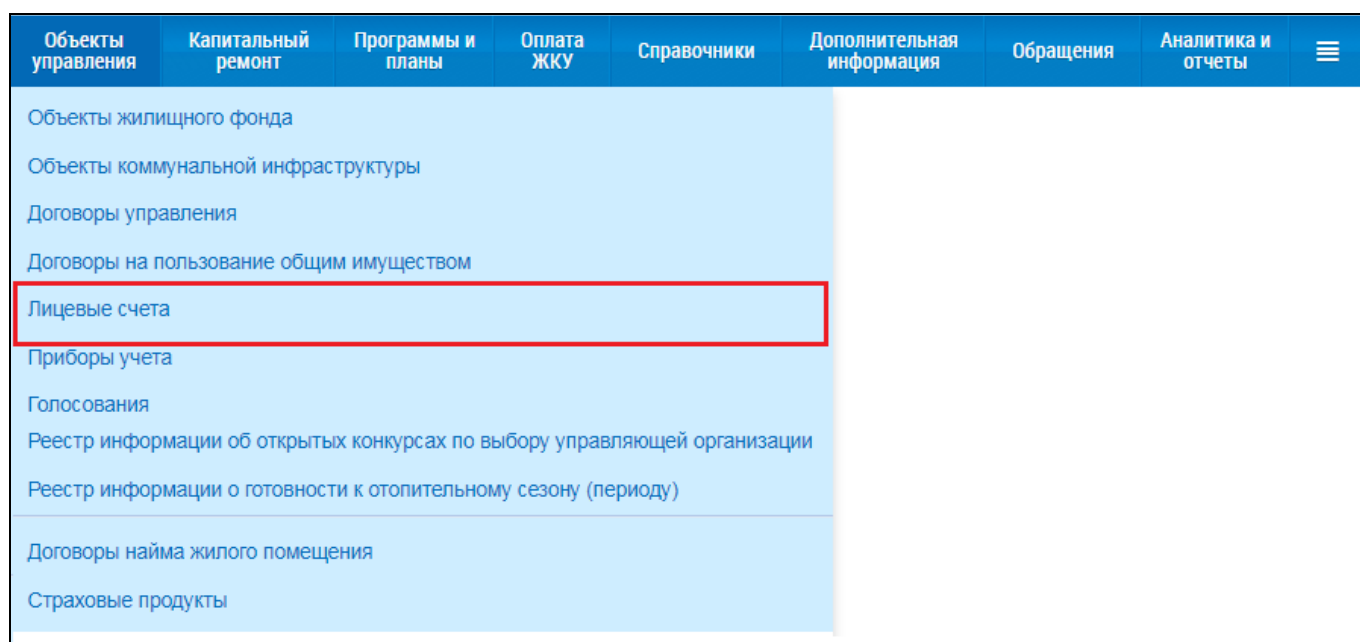 Объекты управления
Капитальный ремонт
Программы и планы
Оплата ЖКУ
Справочники
Дополнительная информация
Обращения
Аналитика и отчеты
Объекты жилищного фонда
Объекты коммунальной инфраструктуры
Договоры управления
Договоры на пользование общим имуществом
Лицевые счета
Приборы учета
Голосования
Реестр информации об открытых конкурсах по выбору управляющей организации
Реестр информации о готовности к отопительному сезону (периоду)
Договоры найма жилого помещения
Страховые продукты